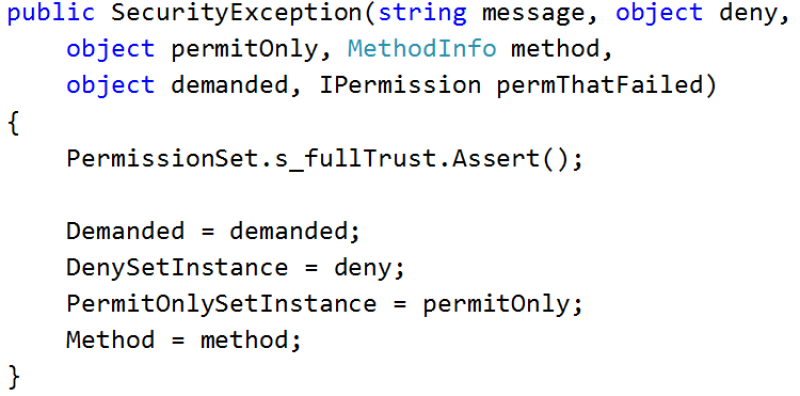 public SecurityException(string message, object deny,
    object permitOnly, MethodInfo method,
    object demanded, IPermission permThatFailed)
{
    PermissionSet.s_fullTrust.Assert();

    Demanded = demanded;
    DenySetInstance = deny;
    PermitOnlySetInstance = permitOnly;
    Method = method;
}